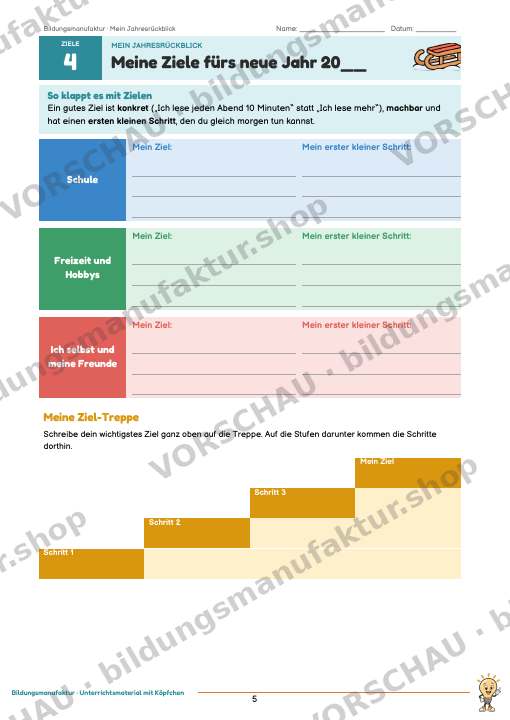 Bildungsmanufaktur · Mein Jahresrückblick
Name: ____________________ Datum: __________
ZIELE
4
MEIN JAHRESRÜCKBLICK
Meine Ziele fürs neue Jahr 20__
So klappt es mit Zielen
Ein gutes Ziel ist konkret („Ich lese jeden Abend 10 Minuten“ statt „Ich lese mehr“), machbar und
hat einen ersten kleinen Schritt, den du gleich morgen tun kannst.
Schule
Mein Ziel:
Mein erster kleiner Schritt:
Freizeit und
Hobbys
Mein Ziel:
Mein erster kleiner Schritt:
Ich selbst und
meine Freunde
Mein Ziel:
Mein erster kleiner Schritt:
Meine Ziel-Treppe
Schreibe dein wichtigstes Ziel ganz oben auf die Treppe. Auf die Stufen darunter kommen die Schritte
dorthin.
Mein Ziel
Schritt 3
Schritt 2
Schritt 1
VORSCHAU · bildungsmanufaktur.shop
Bildungsmanufaktur · Unterrichtsmaterial mit Köpfchen
5